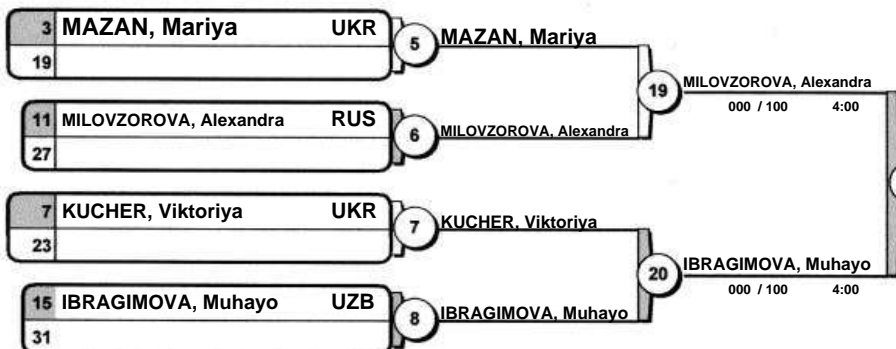 3 MAZAN, Mariya UKR
19
5
MAZAN, Mariya
11 MILOVZOROVA, Alexandra RUS
27
6
MILOVZOROVA, Alexandra
19
MILOVZOROVA, Alexandra
000 / 100 4:00
7 KUCHER, Viktoriya UKR
23
7
KUCHER, Viktoriya
15 IBRAGIMOVA, Muhayo UZB
31
8
IBRAGIMOVA, Muhayo
20
IBRAGIMOVA, Muhayo
000 / 100 4:00